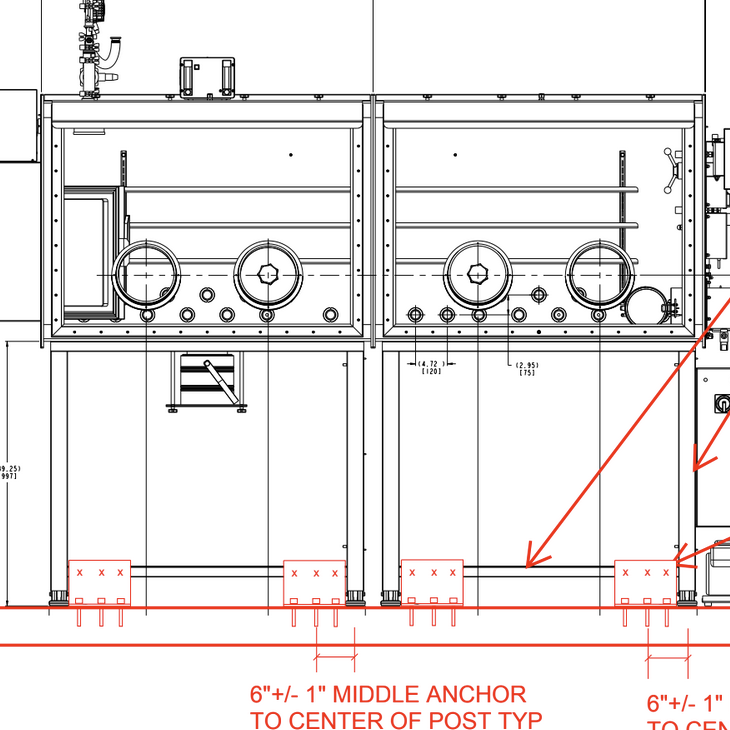 (4.72 )
[120]
(2.95)
[75]
9.25)
997]
X X X
X X X
X X X
X X X
6"+/- 1" MIDDLE ANCHOR
TO CENTER OF POST TYP
6"+/- 1"
TO CEN